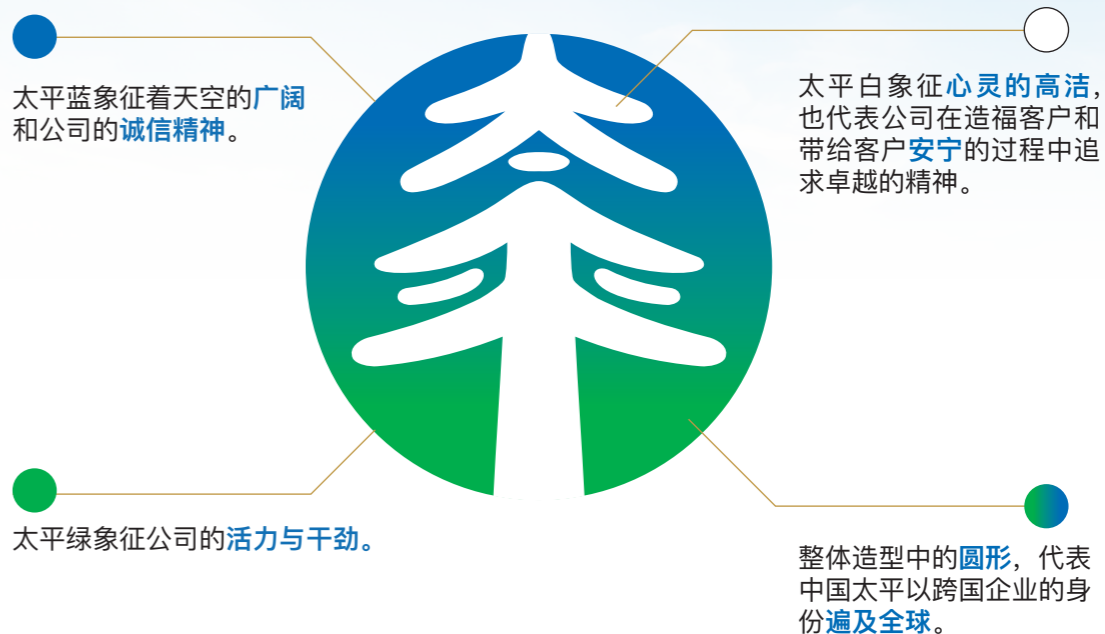 太平蓝象征着天空的广阔
和公司的诚信精神。
太平白象征心灵的高洁，
也代表公司在造福客户和
带给客户安宁的过程中追
求卓越的精神。
太平绿象征公司的活力与干劲。
整体造型中的圆形，代表
中国太平以跨国企业的身
份遍及全球。